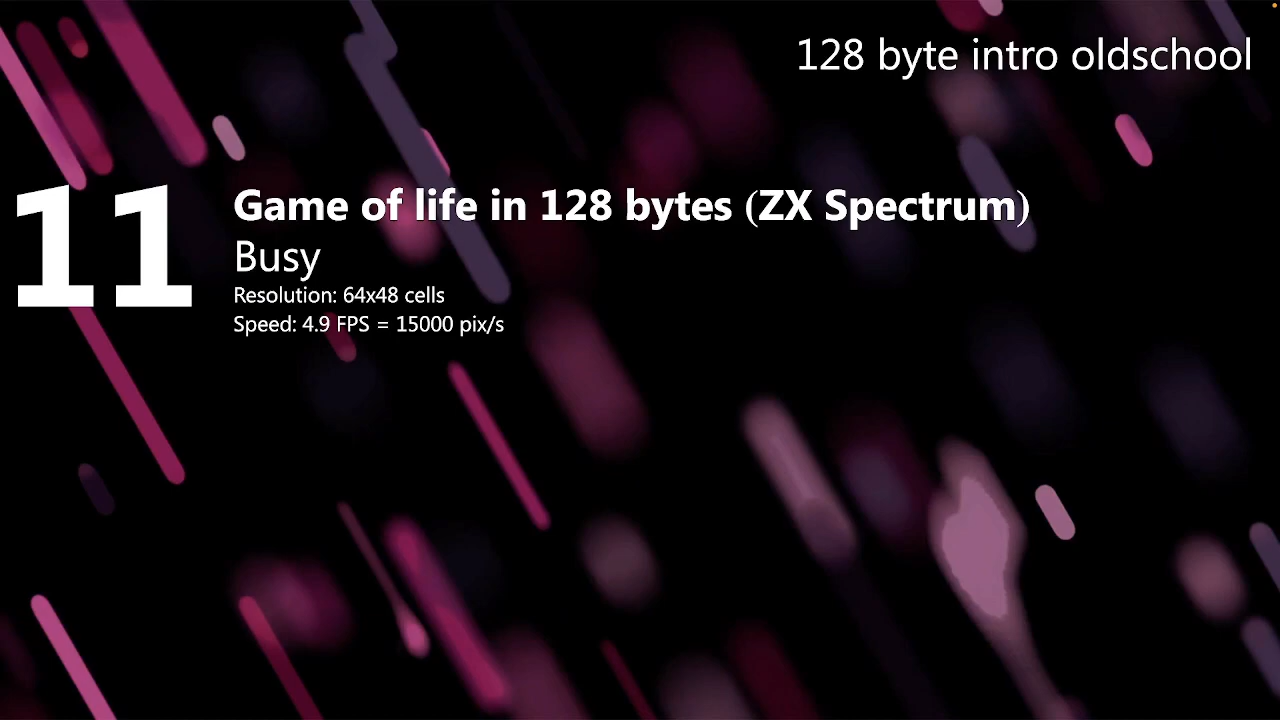 128 byte intro oldschool
11
Game of life in 128 bytes (ZX Spectrum)
Busy
Resolution: 64x48 cells
Speed: 4.9 FPS = 15000 pix/s